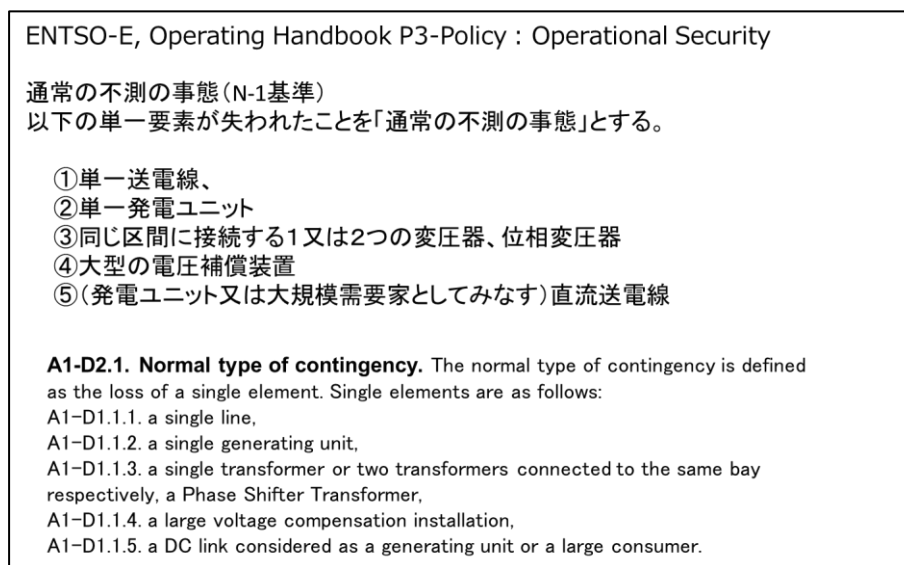 ENTSO-E, Operating Handbook P3-Policy : Operational Security
通常の不測の事態(N-1基準)
以下の単一要素が失われたことを「通常の不測の事態」とする。
①単一送電線、
②単一発電ユニット
③同じ区間に接続する1又は2つの変圧器、位相変圧器
④大型の電圧補償装置
⑤(発電ユニット又は大規模需要家としてみなす)直流送電線
A1-D2.1. Normal type of contingency. The normal type of contingency is defined
as the loss of a single element. Single elements are as follows:
A1-D1.1.1. a single line,
A1-D1.1.2. a single generating unit,
A1-D1.1.3. a single transformer or two transformers connected to the same bay
respectively, a Phase Shifter Transformer,
A1-D1.1.4. a large voltage compensation installation,
A1-D1.1.5. a DC link considered as a generating unit or a large consumer.